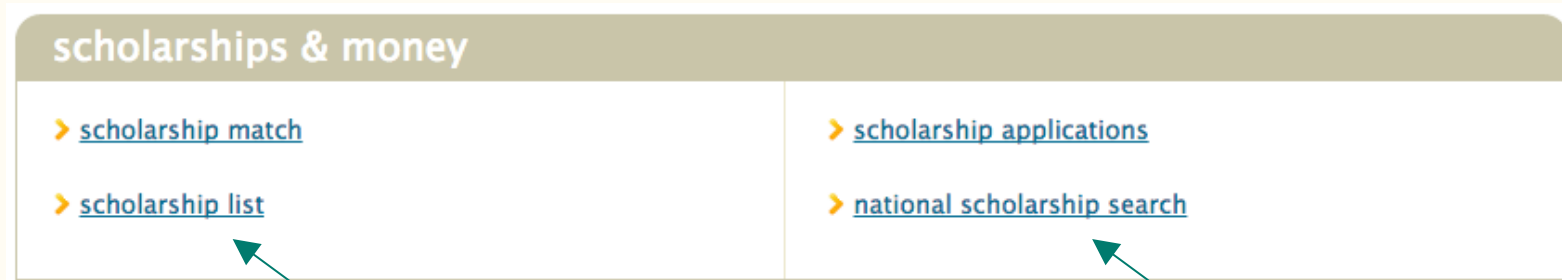 scholarships & money
scholarship match
scholarship list
scholarship applications
national scholarship search